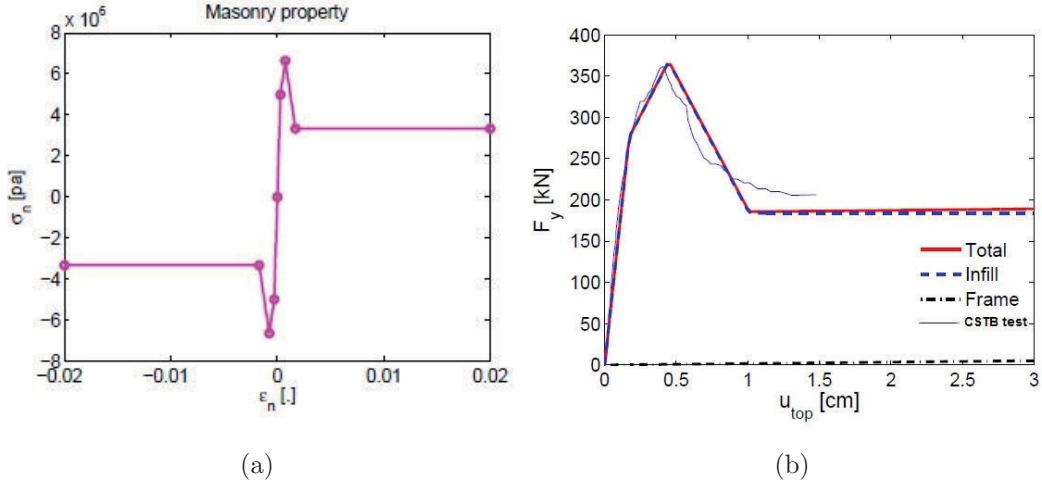 Masonry property
8 × 10⁶
8
6
4
2
0
−2
−4
−6
−8
−0.02
−0.01
0
0.01
0.02
σn [pa]
εn [.]
(a)
400
350
300
250
200
150
100
50
0
0
0.5
1
1.5
2
2.5
3
Fy [kN]
utop [cm]
Total
Infill
Frame
CSTB test
(b)